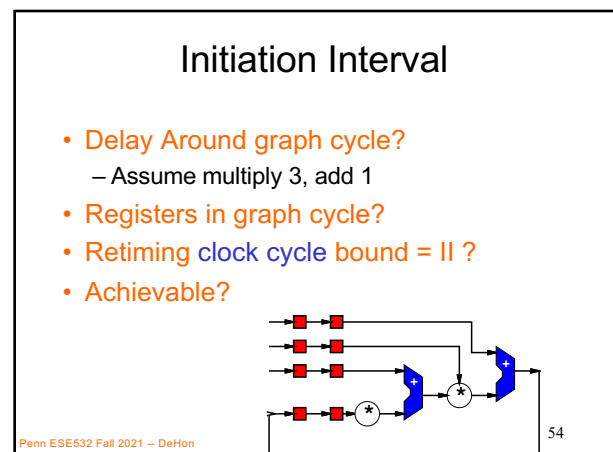 Initiation Interval
• Delay Around graph cycle?
– Assume multiply 3, add 1
• Registers in graph cycle?
• Retiming clock cycle bound = II ?
• Achievable?
+
+
*
*
Penn ESE532 Fall 2021 -- DeHon
54